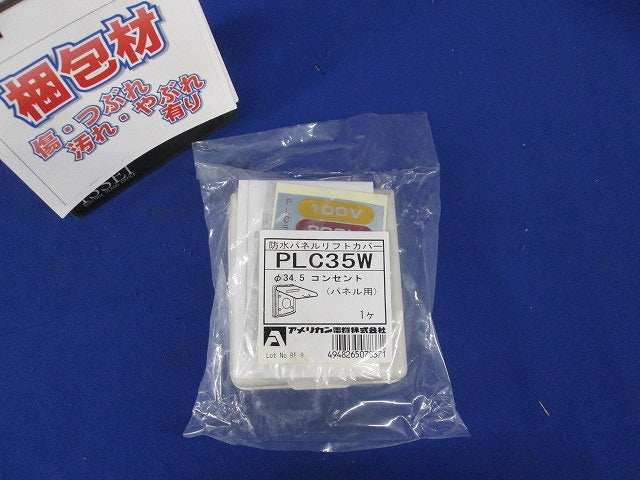 梱包材
傷・つぶれ
汚れ・やぶれ
有り
100V
防水パネルリフトカバー
PLC35W
φ34.5 コンセント
(パネル用)
1ヶ
A
アメリカン電機株式会社
Lot No.